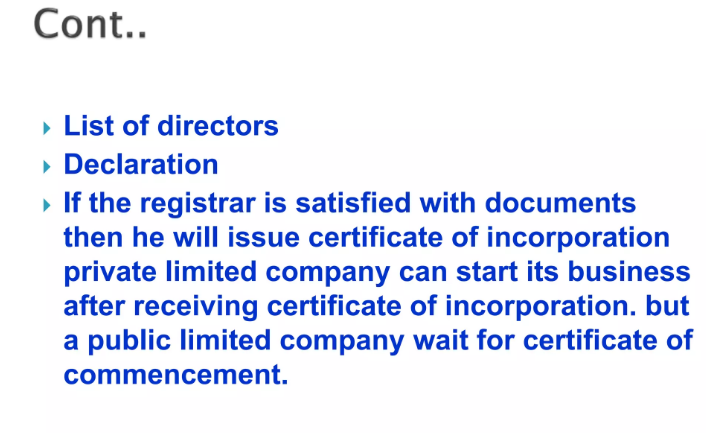 Cont..
List of directors
Declaration
If the registrar is satisfied with documents
then he will issue certificate of incorporation
private limited company can start its business
after receiving certificate of incorporation. but
a public limited company wait for certificate of
commencement.